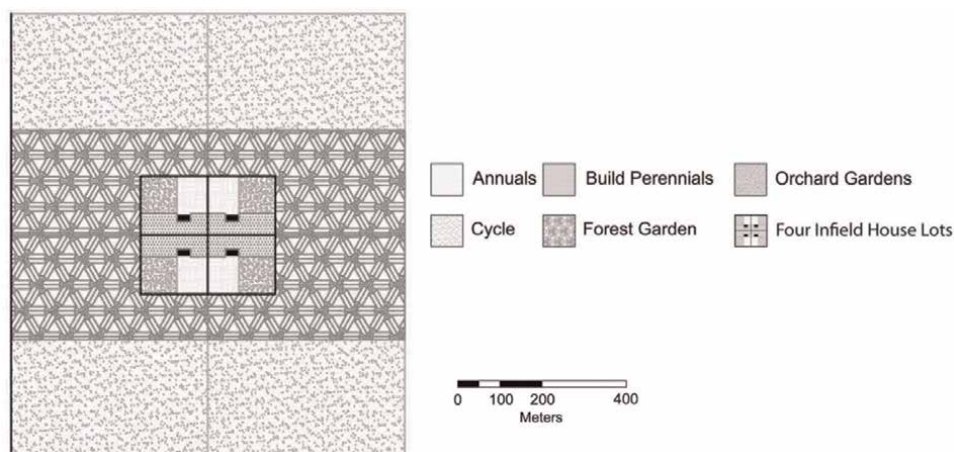 Annuals Build Perennials Orchard Gardens
Cycle Forest Garden Four Infield House Lots
0 100 200 400
Meters